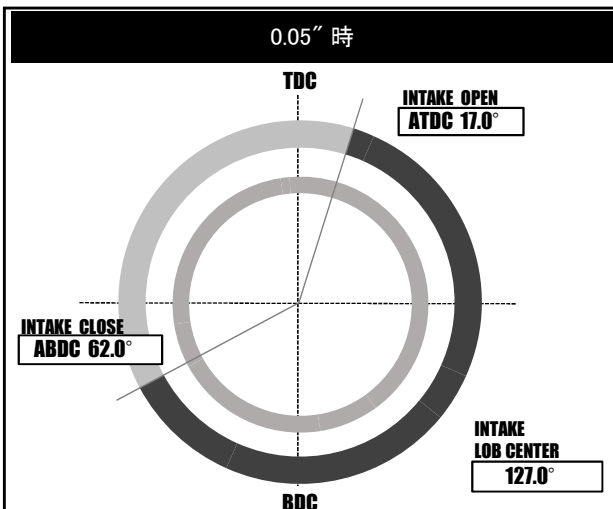 0.05″ 時
TDC
INTAKE OPEN
ATDC 17.0°
INTAKE CLOSE
ABDC 62.0°
INTAKE
LOB CENTER
127.0°
BDC